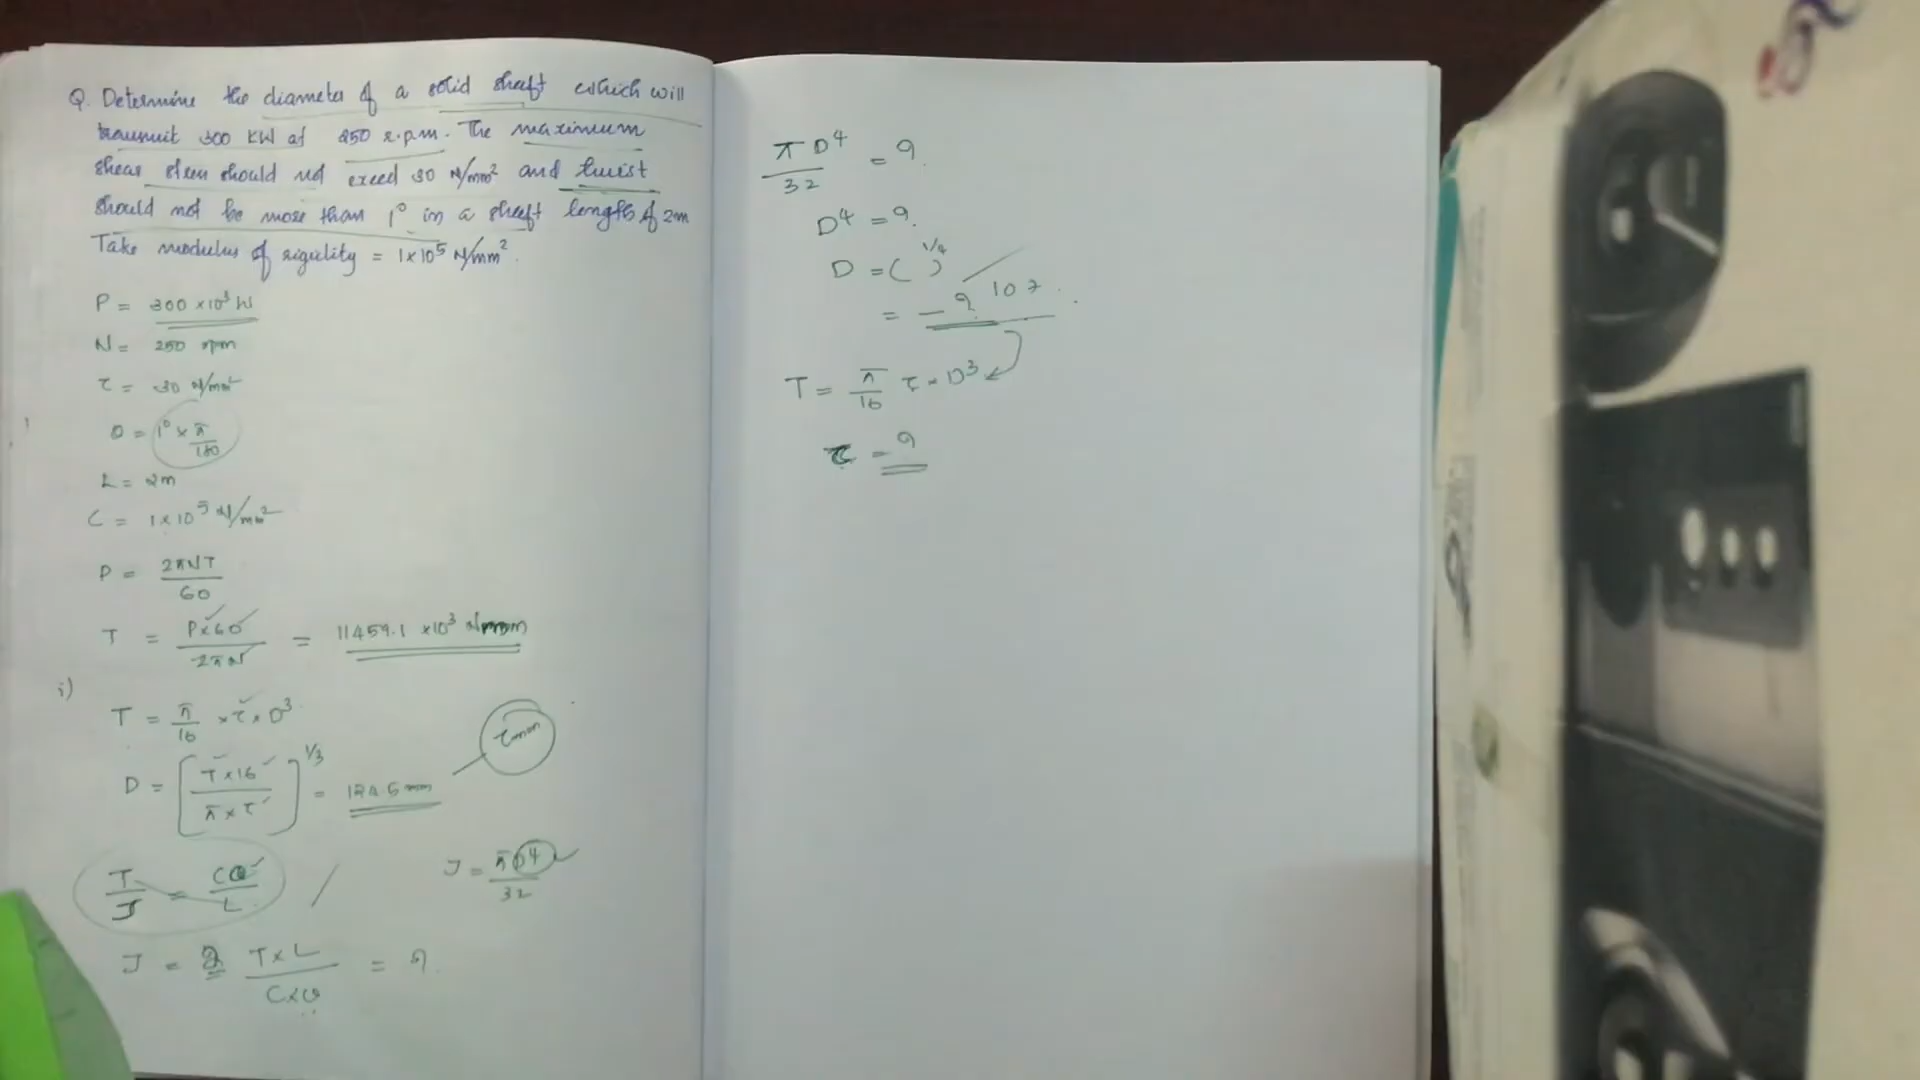 Q. Determine the diameter of a solid shaft which will
transmit 300 KW at 250 r.p.m. The maximum
shear stress should not exceed 30 N/mm² and twist
should not be more than 1° in a shaft length of 2m
Take modulus of rigidity = 1×10⁵ N/mm².
P = 300 ×10³ W
N = 250 rpm
τ = 30 N/mm²
θ = 1° × π/180
L = 2m
C = 1×10⁵ N/mm²
P = 2πNT/60
T = P×60/2πN = 11459.1 ×10³ Nmm
i)
T = π/16 × τ × D³
D = [T×16/π×τ]^1/3 = 124.5mm
T/J = Cθ/L
J = πD4/32
J = T×L/C×θ = ?
πD4/32 = ?
D4 = ?
D = ( )^1/4
= ? 107
T = π/16 τ × D³
τ = ?